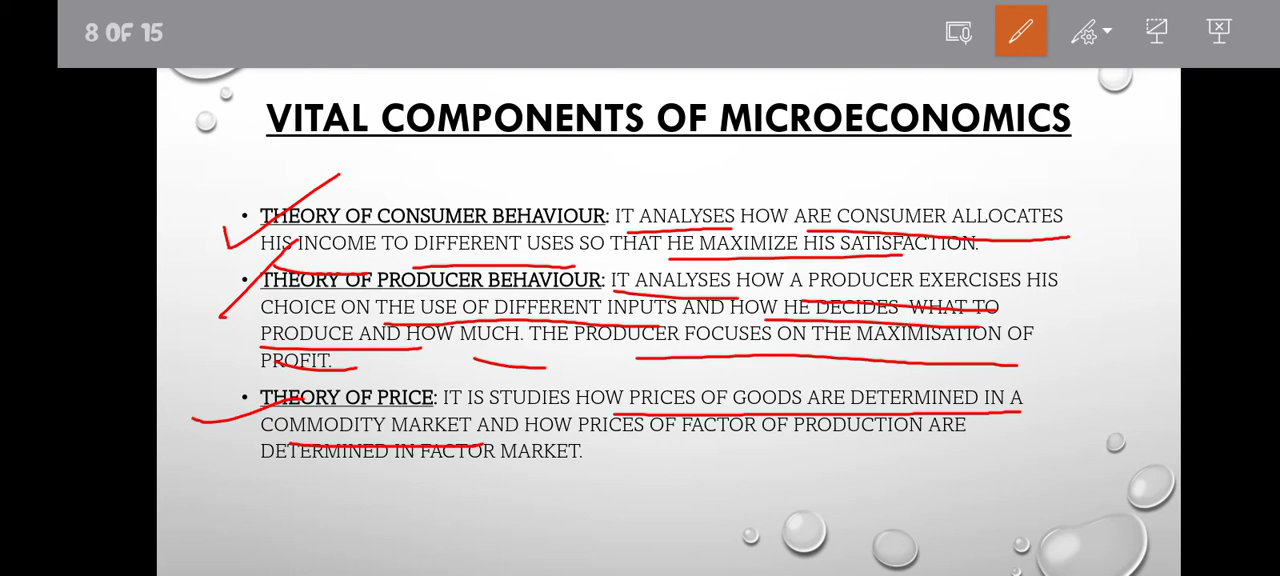 8 OF 15
VITAL COMPONENTS OF MICROECONOMICS
• THEORY OF CONSUMER BEHAVIOUR: IT ANALYSES HOW ARE CONSUMER ALLOCATES
HIS INCOME TO DIFFERENT USES SO THAT HE MAXIMIZE HIS SATISFACTION.
• THEORY OF PRODUCER BEHAVIOUR: IT ANALYSES HOW A PRODUCER EXERCISES HIS
CHOICE ON THE USE OF DIFFERENT INPUTS AND HOW HE DECIDES WHAT TO
PRODUCE AND HOW MUCH. THE PRODUCER FOCUSES ON THE MAXIMISATION OF
PROFIT.
• THEORY OF PRICE: IT IS STUDIES HOW PRICES OF GOODS ARE DETERMINED IN A
COMMODITY MARKET AND HOW PRICES OF FACTOR OF PRODUCTION ARE
DETERMINED IN FACTOR MARKET.